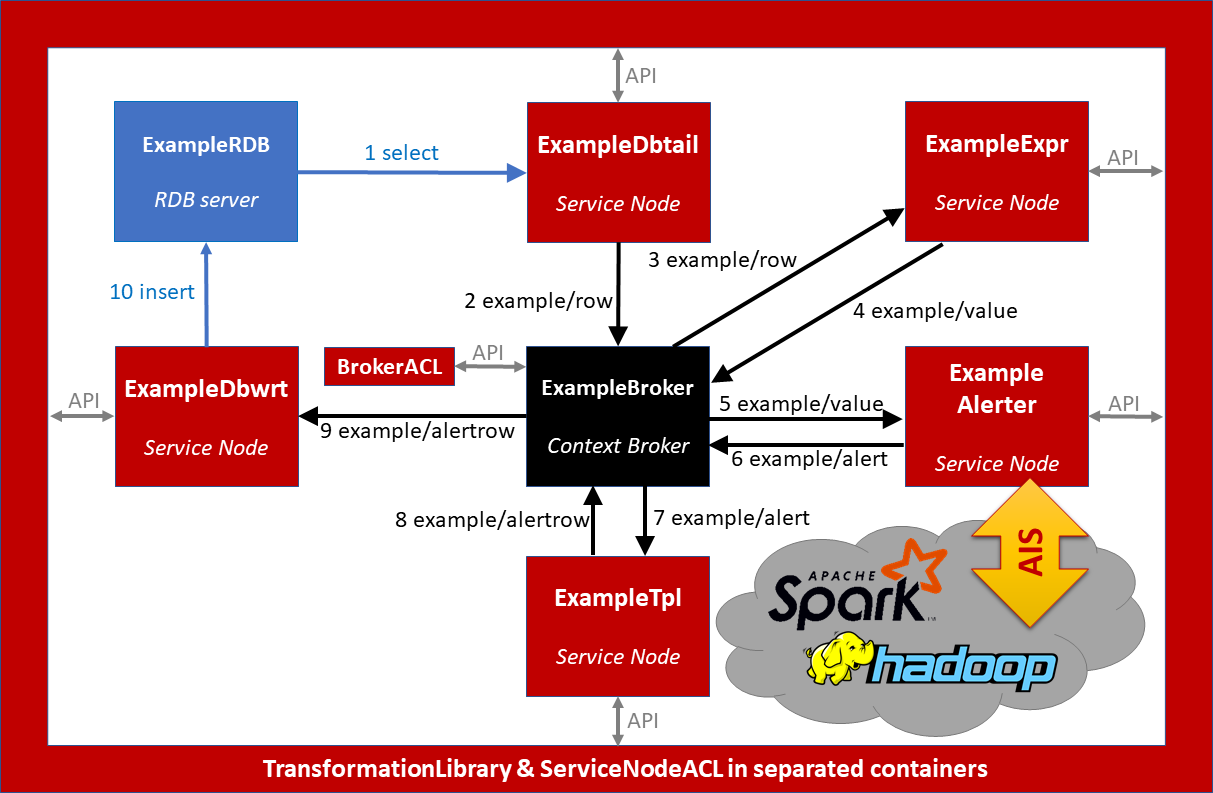 API
ExampleRDB
RDB server
1 select
ExampleDbtail
Service Node
ExampleExpr
Service Node
API
3 example/row
2 example/row
4 example/value
10 insert
BrokerACL
API
ExampleDbwrt
Service Node
API
ExampleBroker
Context Broker
Example
Alerter
Service Node
API
5 example/value
6 example/alert
9 example/alertrow
8 example/alertrow
7 example/alert
ExampleTpl
Service Node
API
AIS
APACHE
Spark
TM
hadoop
TransformationLibrary & ServiceNodeACL in separated containers